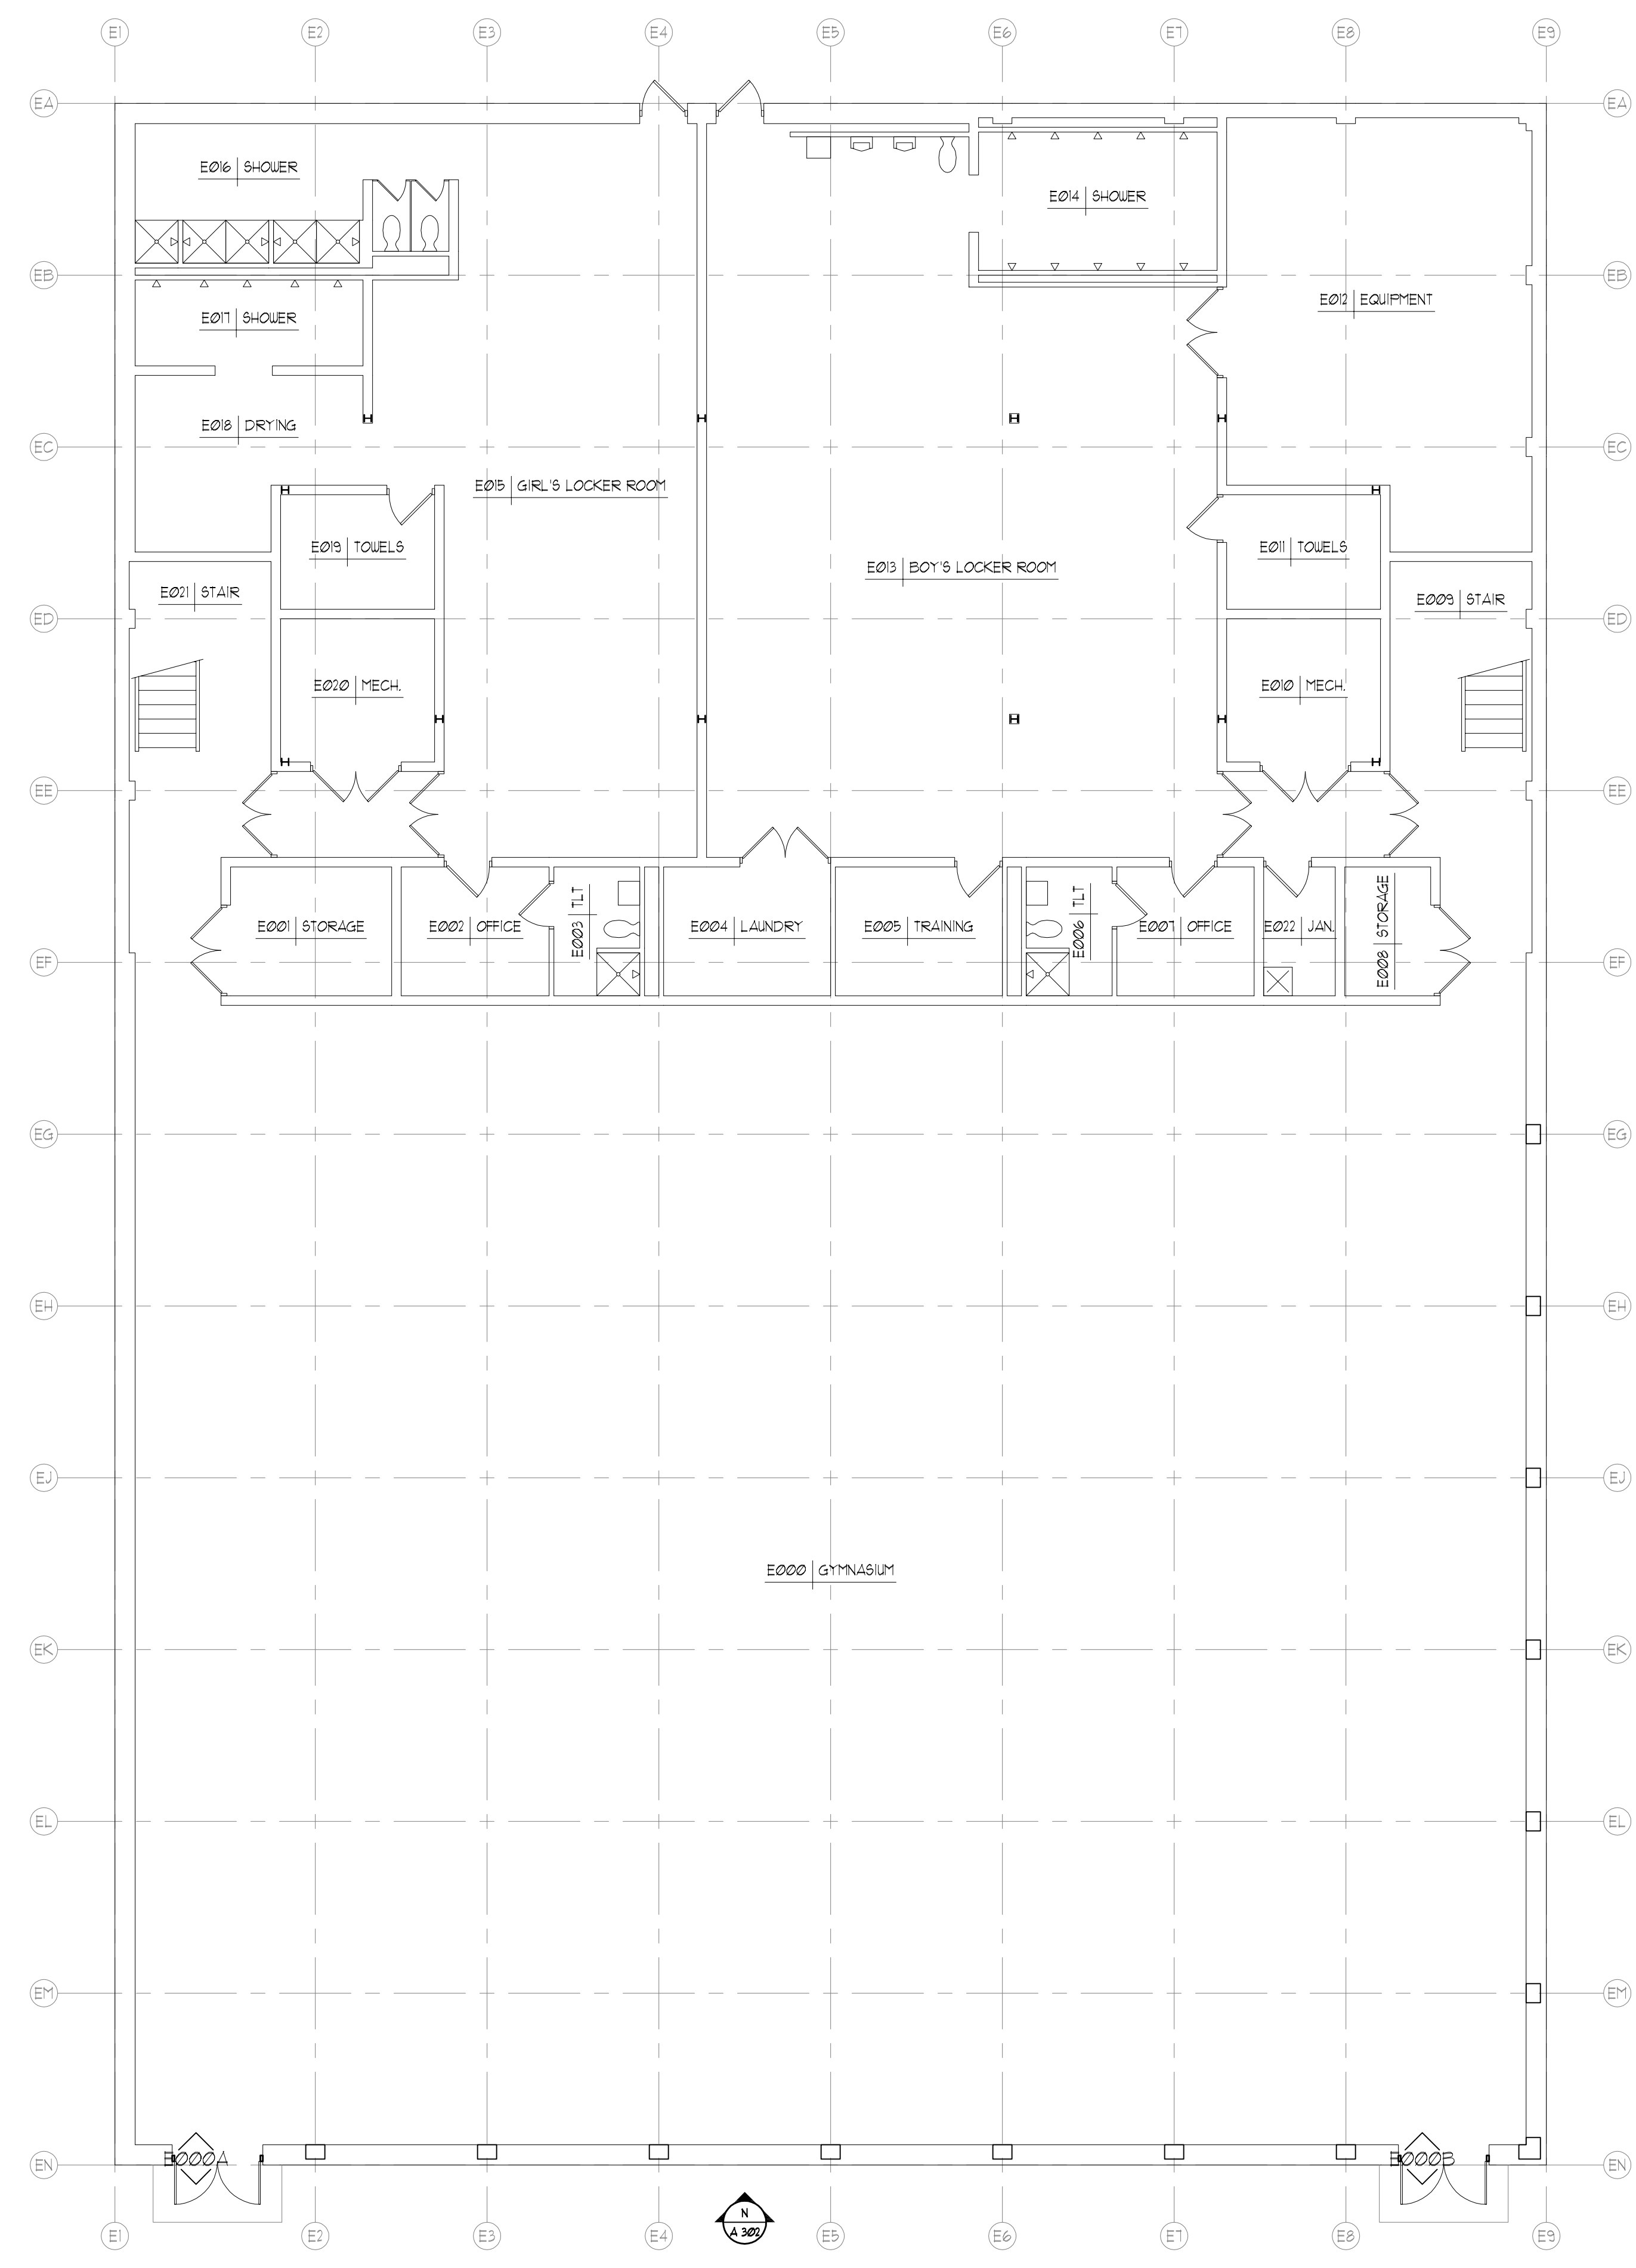 E1 E2 E3 E4 E5 E6 E7 E8 E9
EA EA
E016 SHOWER
E014 SHOWER
EB EB
E012 EQUIPMENT
E017 SHOWER
E018 DRYING
EC EC
E015 GIRL'S LOCKER ROOM
E019 TOWELS
E011 TOWELS
E013 BOY'S LOCKER ROOM
E021 STAIR
E009 STAIR
ED ED
E020 MECH.
E010 MECH.
EE EE
E001 STORAGE
E002 OFFICE
E003 TLT
E004 LAUNDRY
E005 TRAINING
E006 TLT
E007 OFFICE
E022 JAN.
E008 STORAGE
EF EF
EG EG
EH EH
EJ EJ
E000 GYMNASIUM
EK EK
EL EL
EM EM
E000A
E000B
EN EN
N
A 302
E1 E2 E3 E4 E5 E6 E7 E8 E9